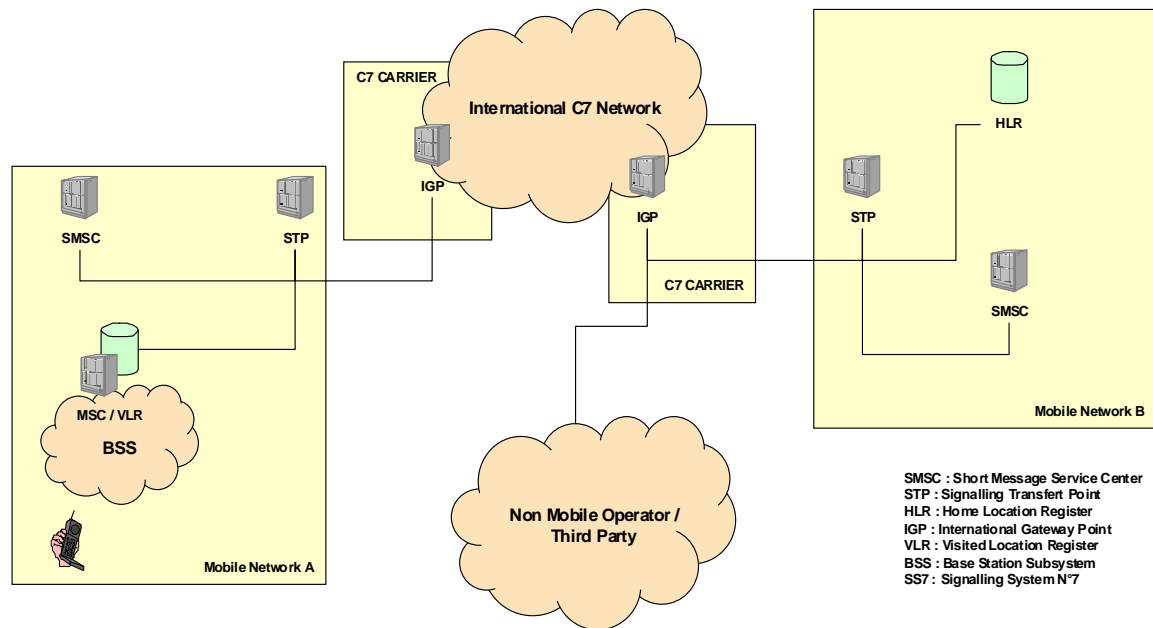 C7 CARRIER
International C7 Network
IGP
IGP
C7 CARRIER
SMSC
STP
MSC / VLR
BSS
Mobile Network A
HLR
STP
SMSC
Mobile Network B
Non Mobile Operator /
Third Party
SMSC : Short Message Service Center
STP : Signalling Transfert Point
HLR : Home Location Register
IGP : International Gateway Point
VLR : Visited Location Register
BSS : Base Station Subsystem
SS7 : Signalling System N°7